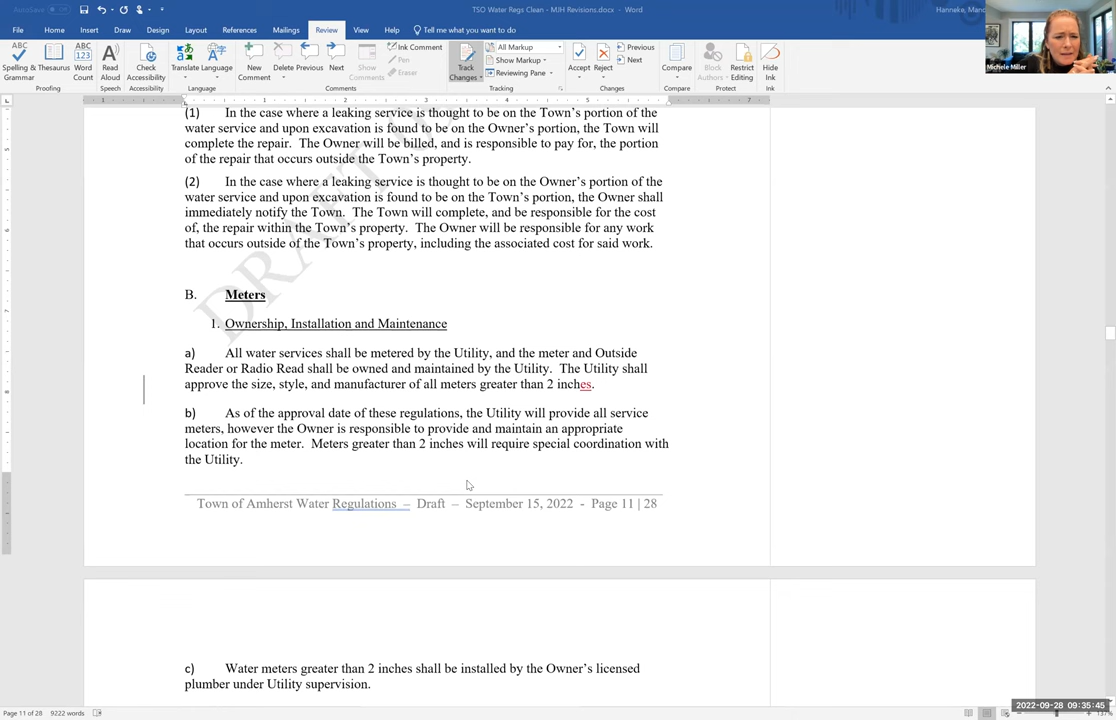 AutoSave
TSO Water Regs Clean - MJH Revisions.docx - Word
Hanneke, Mand
File Home Insert Draw Design Layout References Mailings Review View Help Tell me what you want to do
Spelling & Grammar
Thesaurus
Word Count
Proofing
Read Aloud
Speech
Check Accessibility
Accessibility
Translate
Language
Language
New Comment
Delete
Previous
Next
Show Comments
Comments
Ink Comment
Pen
Eraser
Track Changes
All Markup
Show Markup
Reviewing Pane
Tracking
Accept
Reject
Previous
Next
Changes
Compare
Compare
Block Authors
Restrict Editing
Protect
Hide Ink
Ink
Michele Miller
1 1 2 3 4 5 6 7
DRAFT
(1) In the case where a leaking service is thought to be on the Town's portion of the
water service and upon excavation is found to be on the Owner's portion, the Town will
complete the repair. The Owner will be billed, and is responsible to pay for, the portion
of the repair that occurs outside the Town's property.
(2) In the case where a leaking service is thought to be on the Owner's portion of the
water service and upon excavation is found to be on the Town's portion, the Owner shall
immediately notify the Town. The Town will complete, and be responsible for the cost
of, the repair within the Town's property. The Owner will be responsible for any work
that occurs outside of the Town's property, including the associated cost for said work.
B. Meters
1. Ownership, Installation and Maintenance
a) All water services shall be metered by the Utility, and the meter and Outside
Reader or Radio Read shall be owned and maintained by the Utility. The Utility shall
approve the size, style, and manufacturer of all meters greater than 2 inches.
b) As of the approval date of these regulations, the Utility will provide all service
meters, however the Owner is responsible to provide and maintain an appropriate
location for the meter. Meters greater than 2 inches will require special coordination with
the Utility.
Town of Amherst Water Regulations – Draft – September 15, 2022 - Page 11 | 28
c) Water meters greater than 2 inches shall be installed by the Owner's licensed
plumber under Utility supervision.
Page 11 of 28 9222 words
2022-09-28 09:35:45